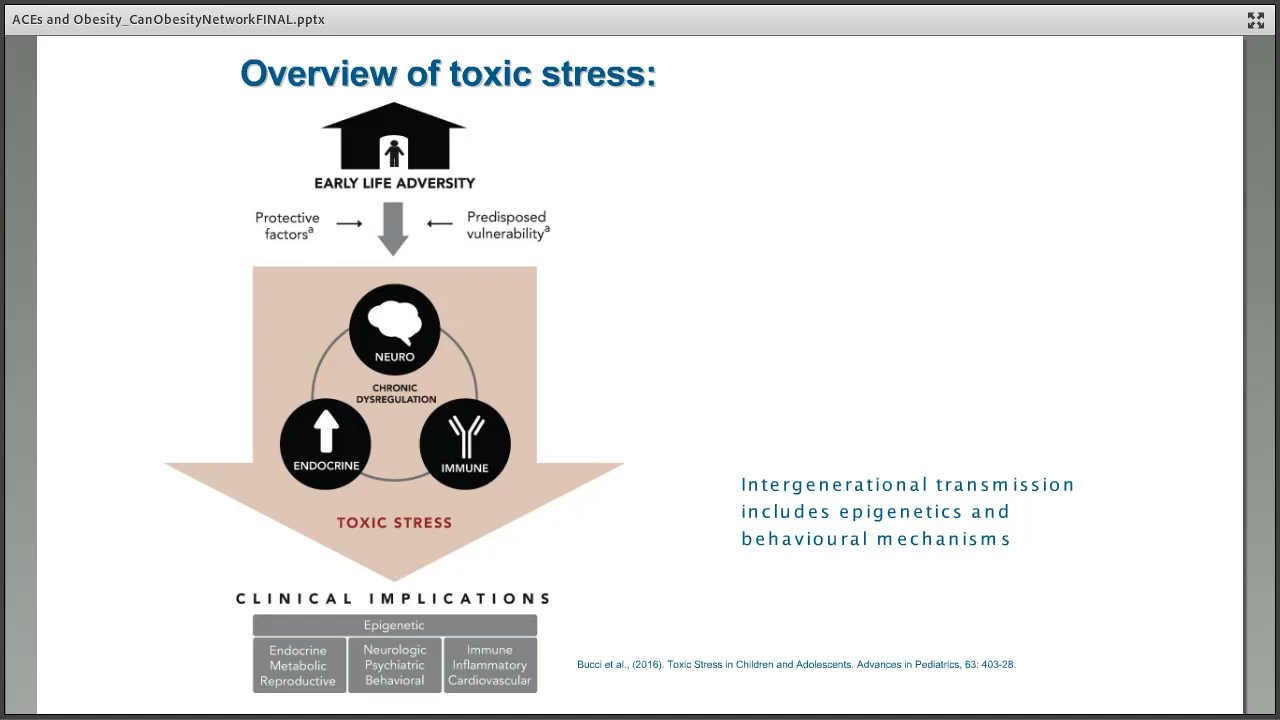 ACEs and Obesity_CanObesityNetworkFINAL.pptx
Overview of toxic stress:
EARLY LIFE ADVERSITY
Protective
factorsa
Predisposed
vulnerabilitya
NEURO
CHRONIC
DYSREGULATION
ENDOCRINE
IMMUNE
TOXIC STRESS
Intergenerational transmission
includes epigenetics and
behavioural mechanisms
CLINICAL IMPLICATIONS
Epigenetic
Endocrine
Metabolic
Reproductive
Neurologic
Psychiatric
Behavioral
Immune
Inflammatory
Cardiovascular
Bucci et al., (2016). Toxic Stress in Children and Adolescents. Advances in Pediatrics, 63: 403-28.